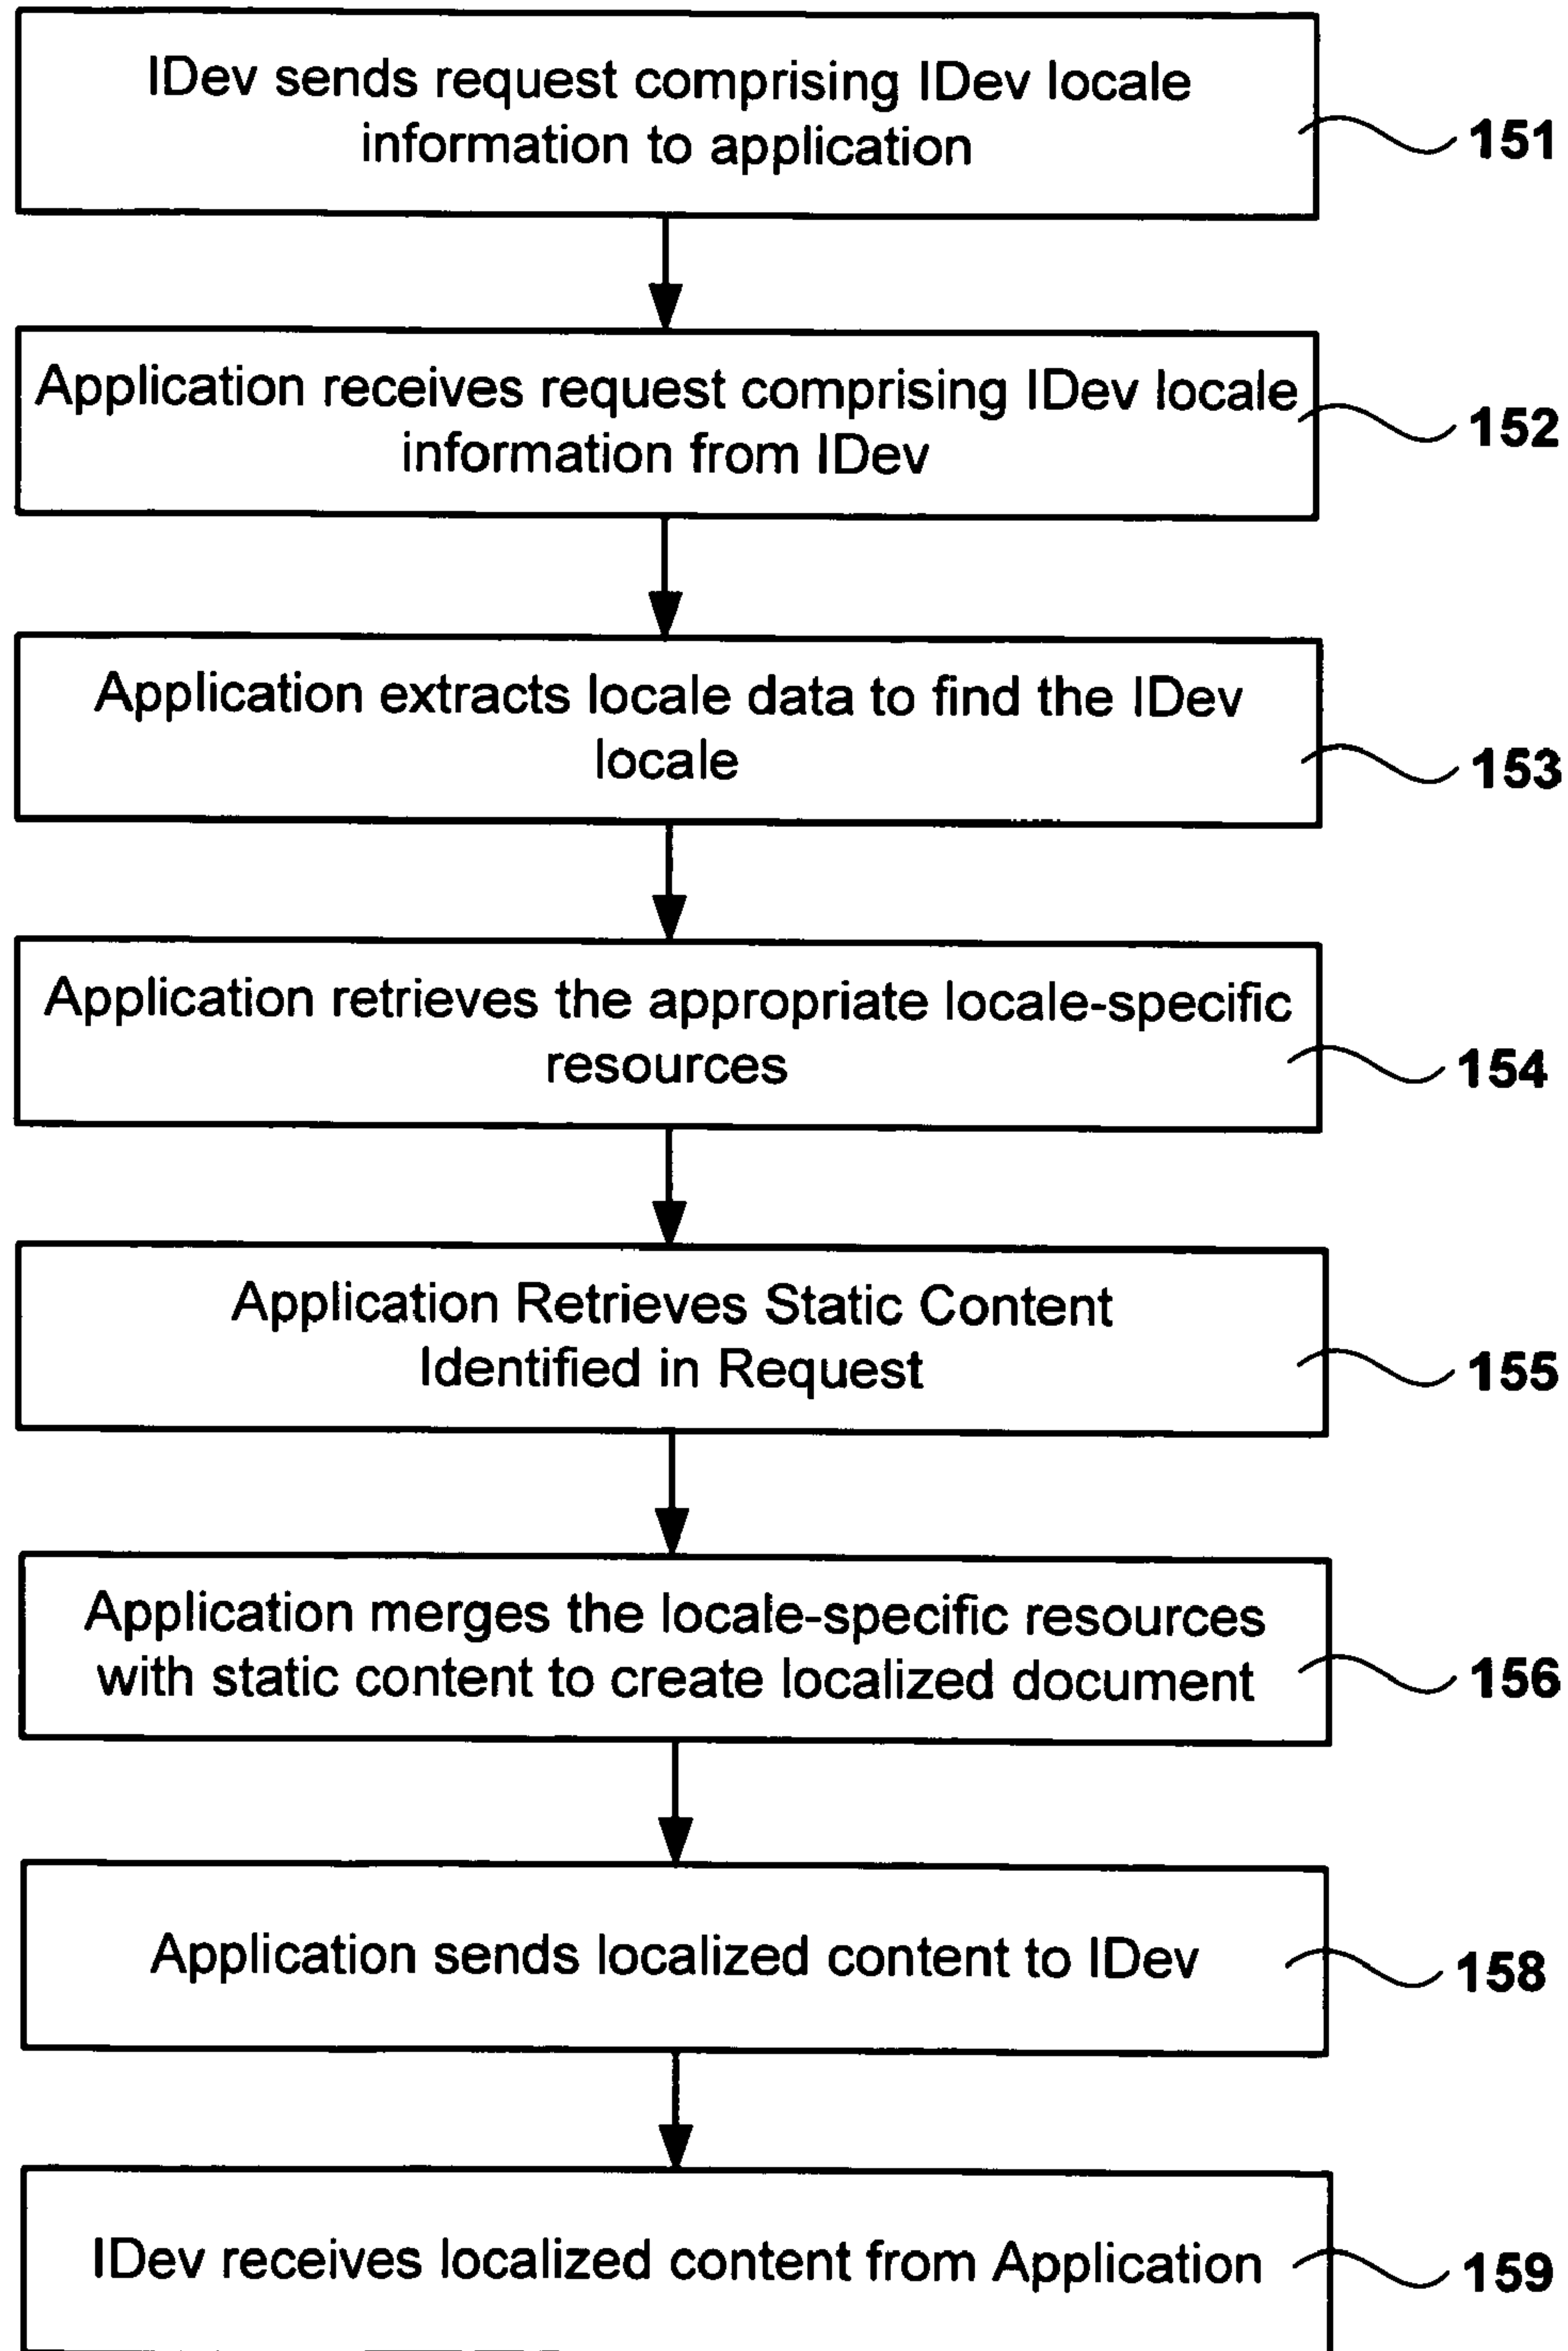 IDev sends request comprising IDev locale
information to application
151
Application receives request comprising IDev locale
information from IDev
152
Application extracts locale data to find the IDev
locale
153
Application retrieves the appropriate locale-specific
resources
154
Application Retrieves Static Content
Identified in Request
155
Application merges the locale-specific resources
with static content to create localized document
156
Application sends localized content to IDev
158
IDev receives localized content from Application
159